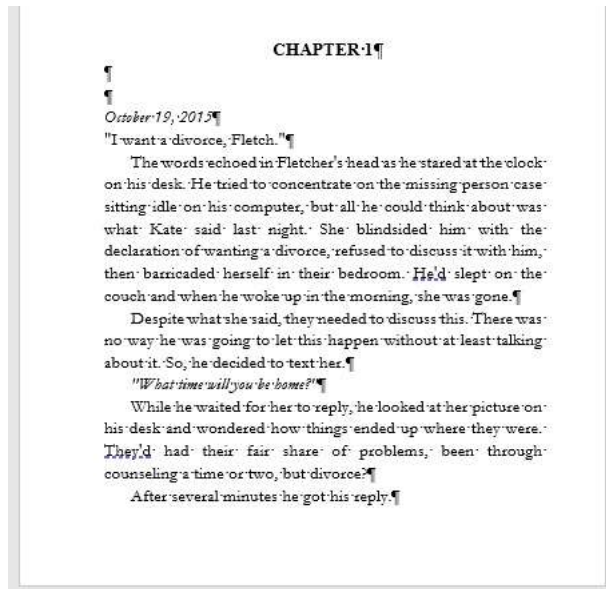 CHAPTER·1¶
¶
¶
October·19,·2015¶
"I·want·a·divorce,·Fletch."¶
The·words·echoed·in·Fletcher's·head·as·he·stared·at·the·clock·
on·his·desk.·He·tried·to·concentrate·on·the·missing·person·case·
sitting·idle·on·his·computer,·but·all·he·could·think·about·was·
what·Kate·said·last·night.·She·blindsided·him·with·the·
declaration·of·wanting·a·divorce,·refused·to·discuss·it·with·him,·
then·barricaded·herself·in·their·bedroom.·He'd·slept·on·the·
couch·and·when·he·woke·up·in·the·morning,·she·was·gone.¶
Despite·what·she·said,·they·needed·to·discuss·this.·There·was·
no·way·he·was·going·to·let·this·happen·without·at·least·talking·
about·it.·So,·he·decided·to·text·her.¶
"What·time·will·you·be·home?"¶
While·he·waited·for·her·to·reply,·he·looked·at·her·picture·on·
his·desk·and·wondered·how·things·ended·up·where·they·were.·
They'd·had·their·fair·share·of·problems,·been·through·
counseling·a·time·or·two,·but·divorce?¶
After·several·minutes·he·got·his·reply.¶